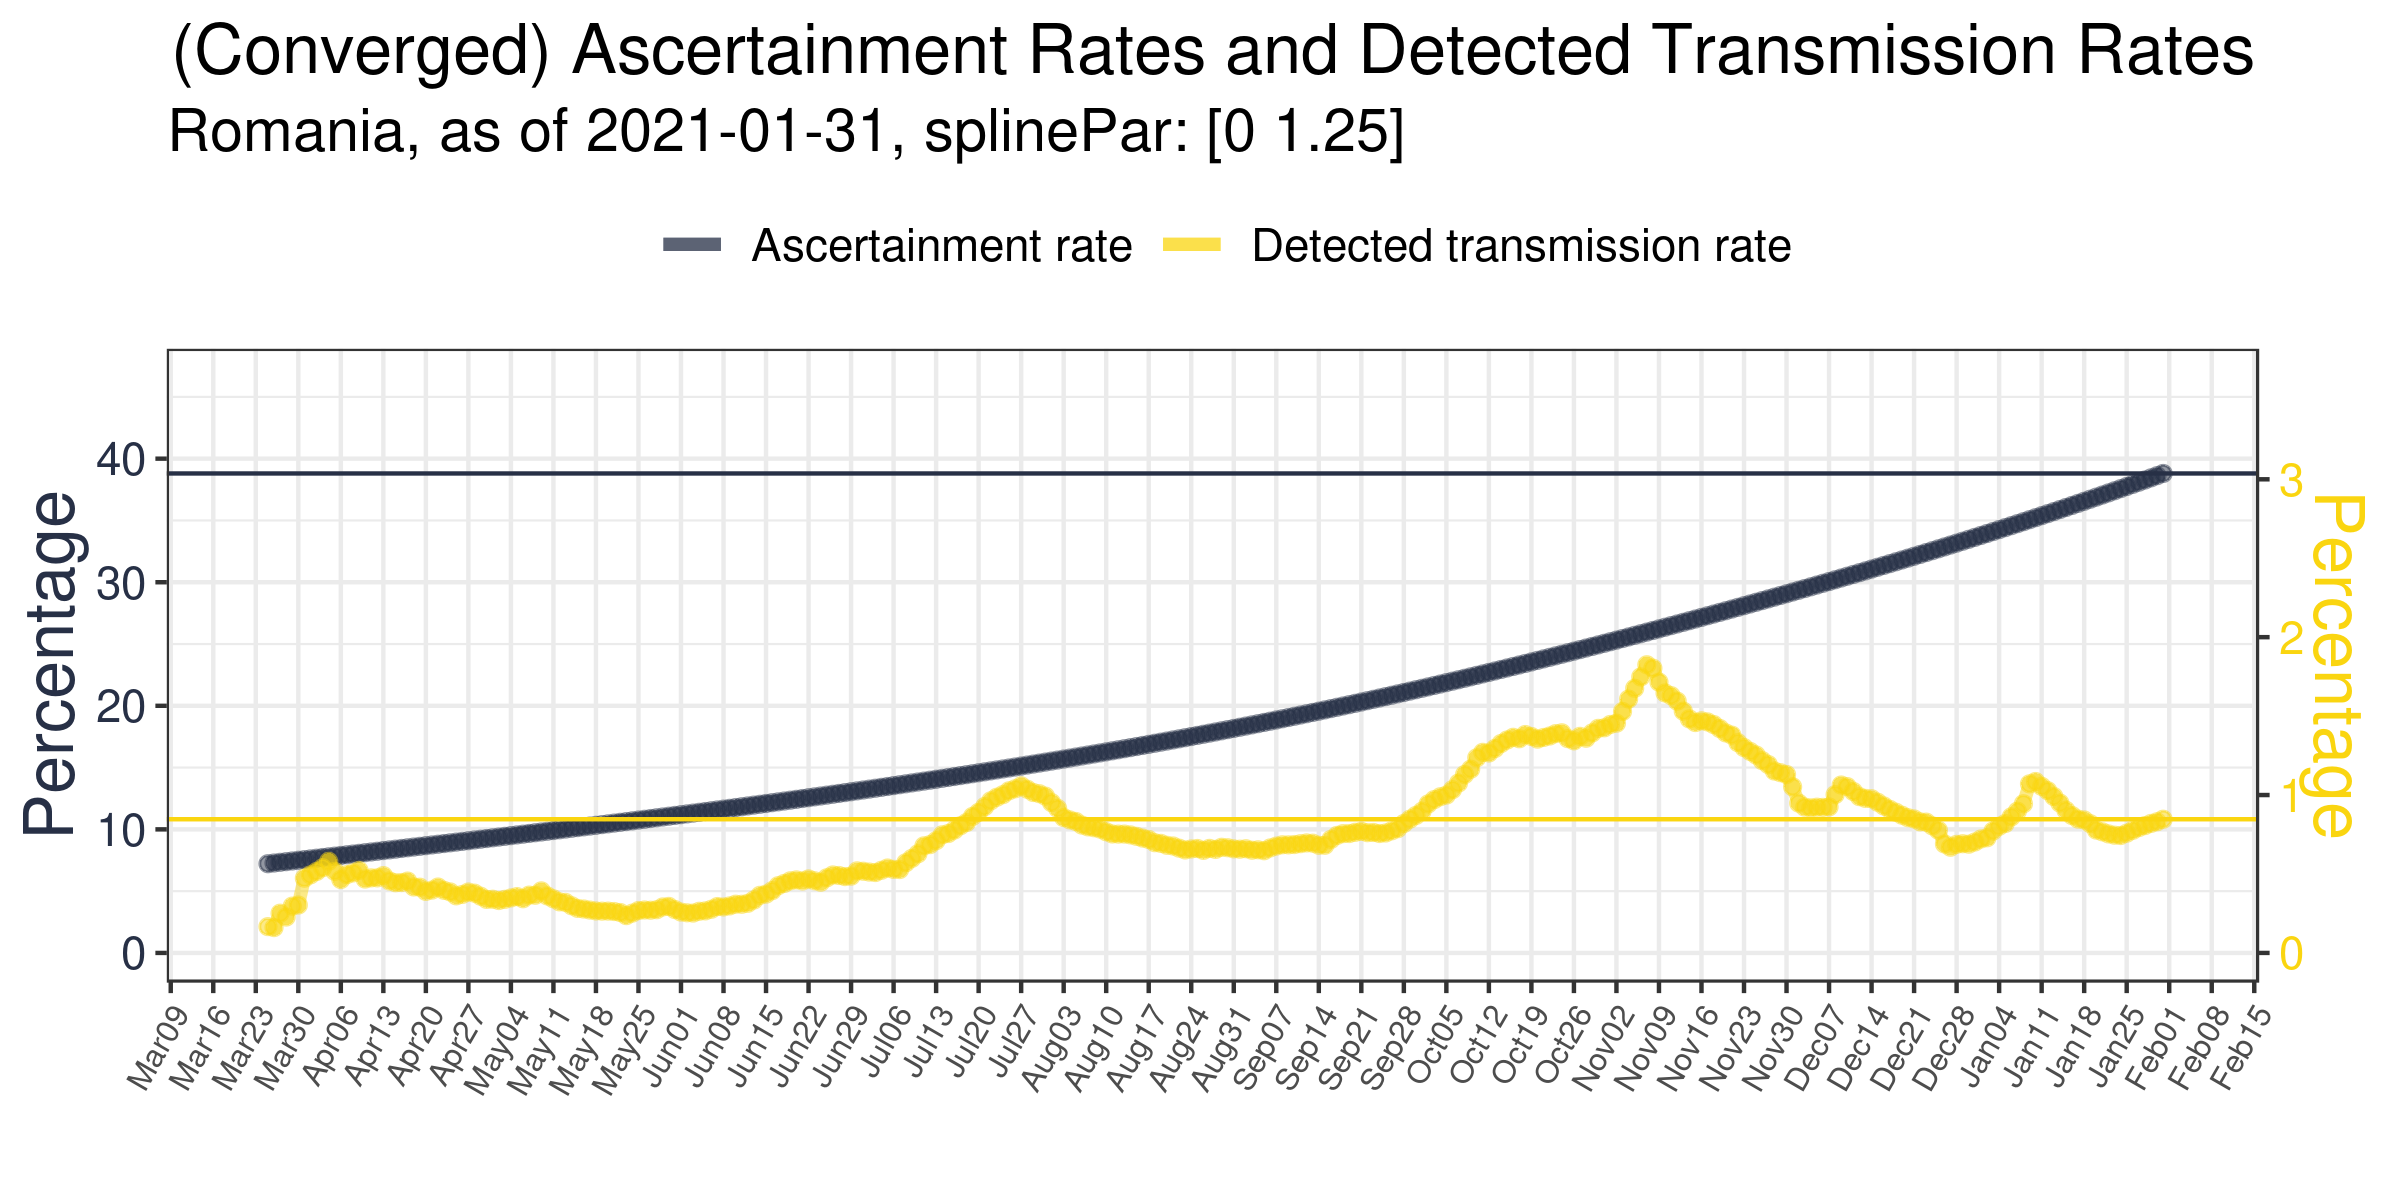 (Converged) Ascertainment Rates and Detected Transmission Rates
Romania, as of 2021-01-31, splinePar: [0 1.25]
Ascertainment rate Detected transmission rate
Percentage
40
30
20
10
0
3
2
1
0
Percentage
Mar09 Mar16 Mar23 Mar30 Apr06 Apr13 Apr20 Apr27 May04 May11 May18 May25 Jun01 Jun08 Jun15 Jun22 Jun29 Jul06 Jul13 Jul20 Jul27 Aug03 Aug10 Aug17 Aug24 Aug31 Sep07 Sep14 Sep21 Sep28 Oct05 Oct12 Oct19 Oct26 Nov02 Nov09 Nov16 Nov23 Nov30 Dec07 Dec14 Dec21 Dec28 Jan04 Jan11 Jan18 Jan25 Feb01 Feb08 Feb15